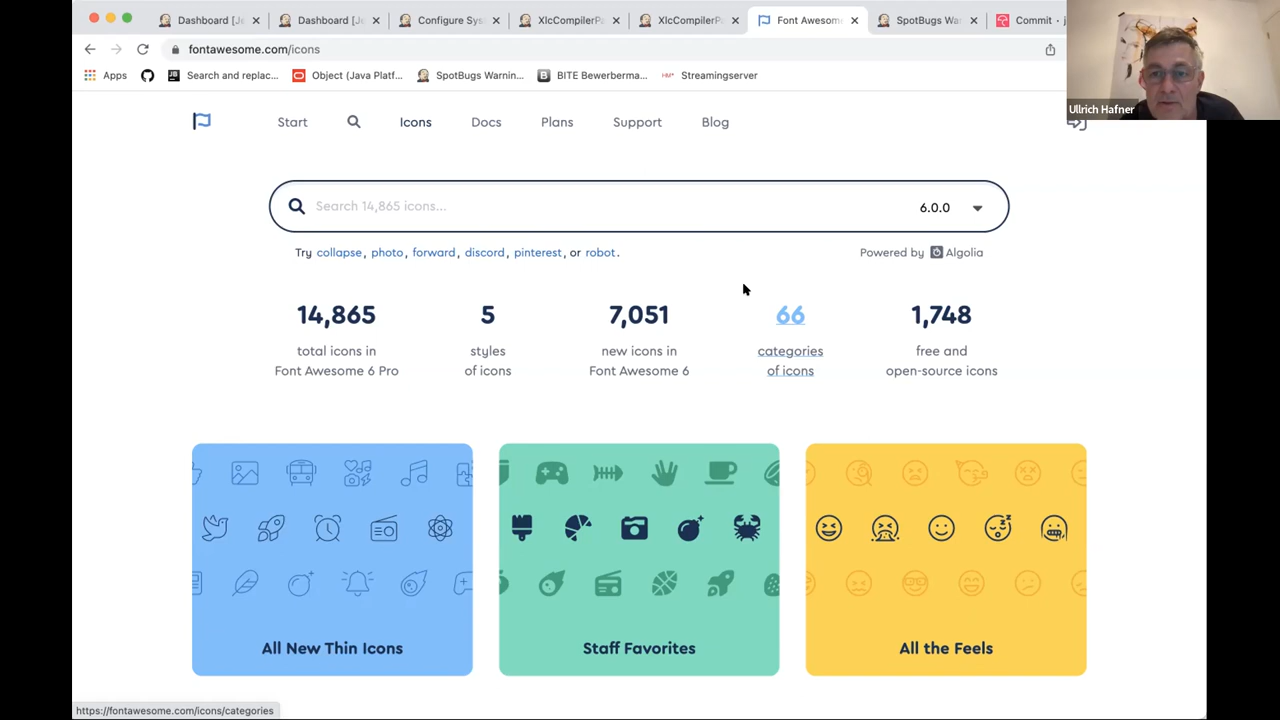 Dashboard [Je
Dashboard [Je
Configure Sys
XlcCompilerPa
XlcCompilerPa
Font Awesome
SpotBugs War
Commit · j
fontawesome.com/icons
Apps
Search and replac...
Object (Java Platf...
SpotBugs Warnin...
BITE Bewerberma...
Streamingserver
Ullrich Hafner
Start
Icons
Docs
Plans
Support
Blog
Search 14,865 icons...
6.0.0
Try collapse, photo, forward, discord, pinterest, or robot.
Powered by Algolia
14,865
total icons in
Font Awesome 6 Pro
5
styles
of icons
7,051
new icons in
Font Awesome 6
66
categories
of icons
1,748
free and
open-source icons
All New Thin Icons
Staff Favorites
All the Feels
https://fontawesome.com/icons/categories